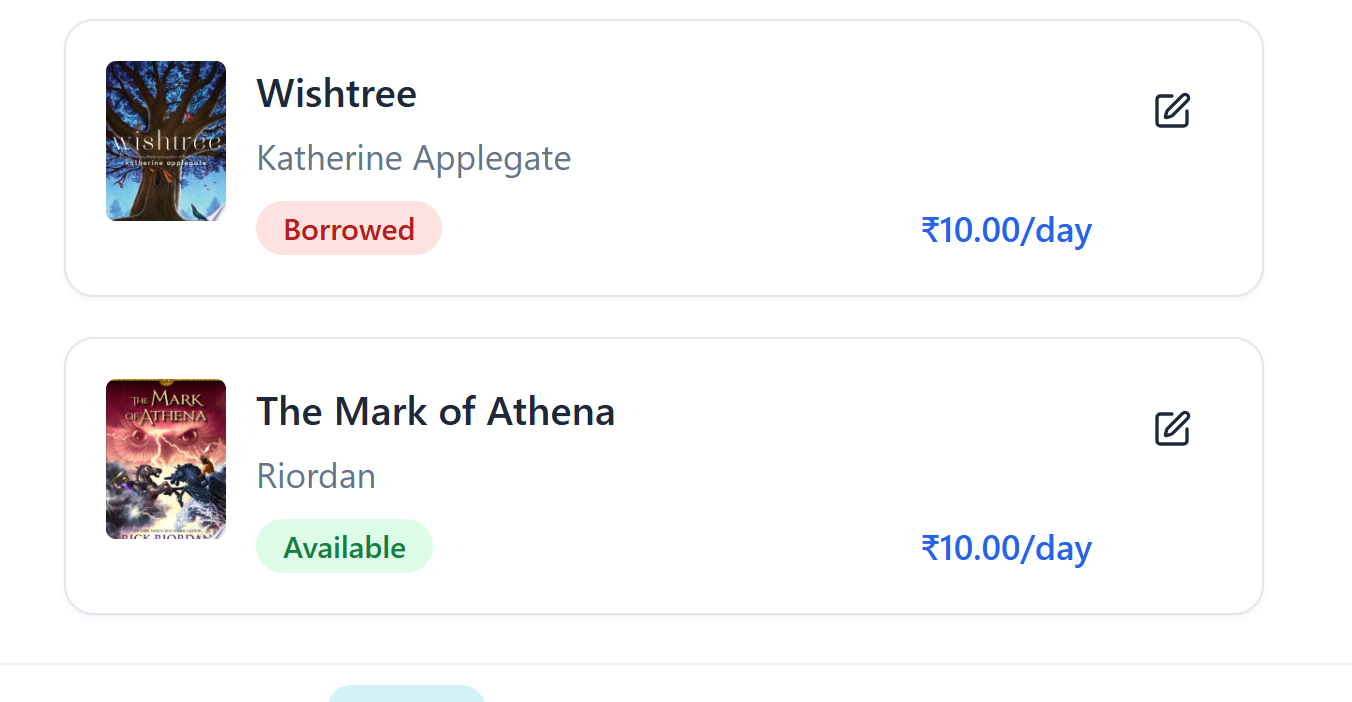 wishtree
katherine applegate
Wishtree
Katherine Applegate
Borrowed
₹10.00/day
THE MARK
OF ATHENA
RICK RIORDAN
The Mark of Athena
Riordan
Available
₹10.00/day